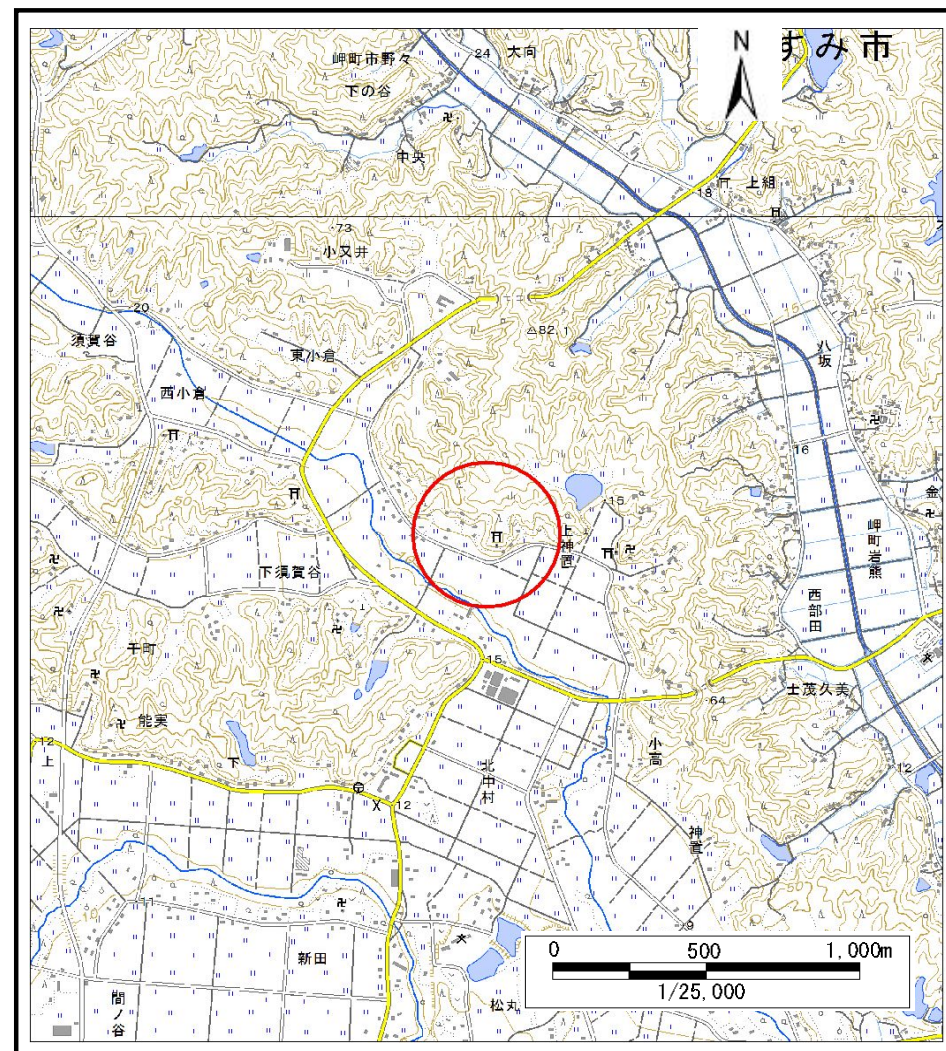 岬町市野々
24
大向
N
すみ市
下の谷
中央
18
上組
73
小又井
20
△82.1
須賀谷
東小倉
八坂
西小倉
16
15
金
上神置
岬町岩熊
下須賀谷
西部田
干町
15
士茂久美
64
能実
12
上
下
小高
北中村
12
12
神置
11
9
新田
0 500 1,000m
1/25,000
間ノ谷
松丸